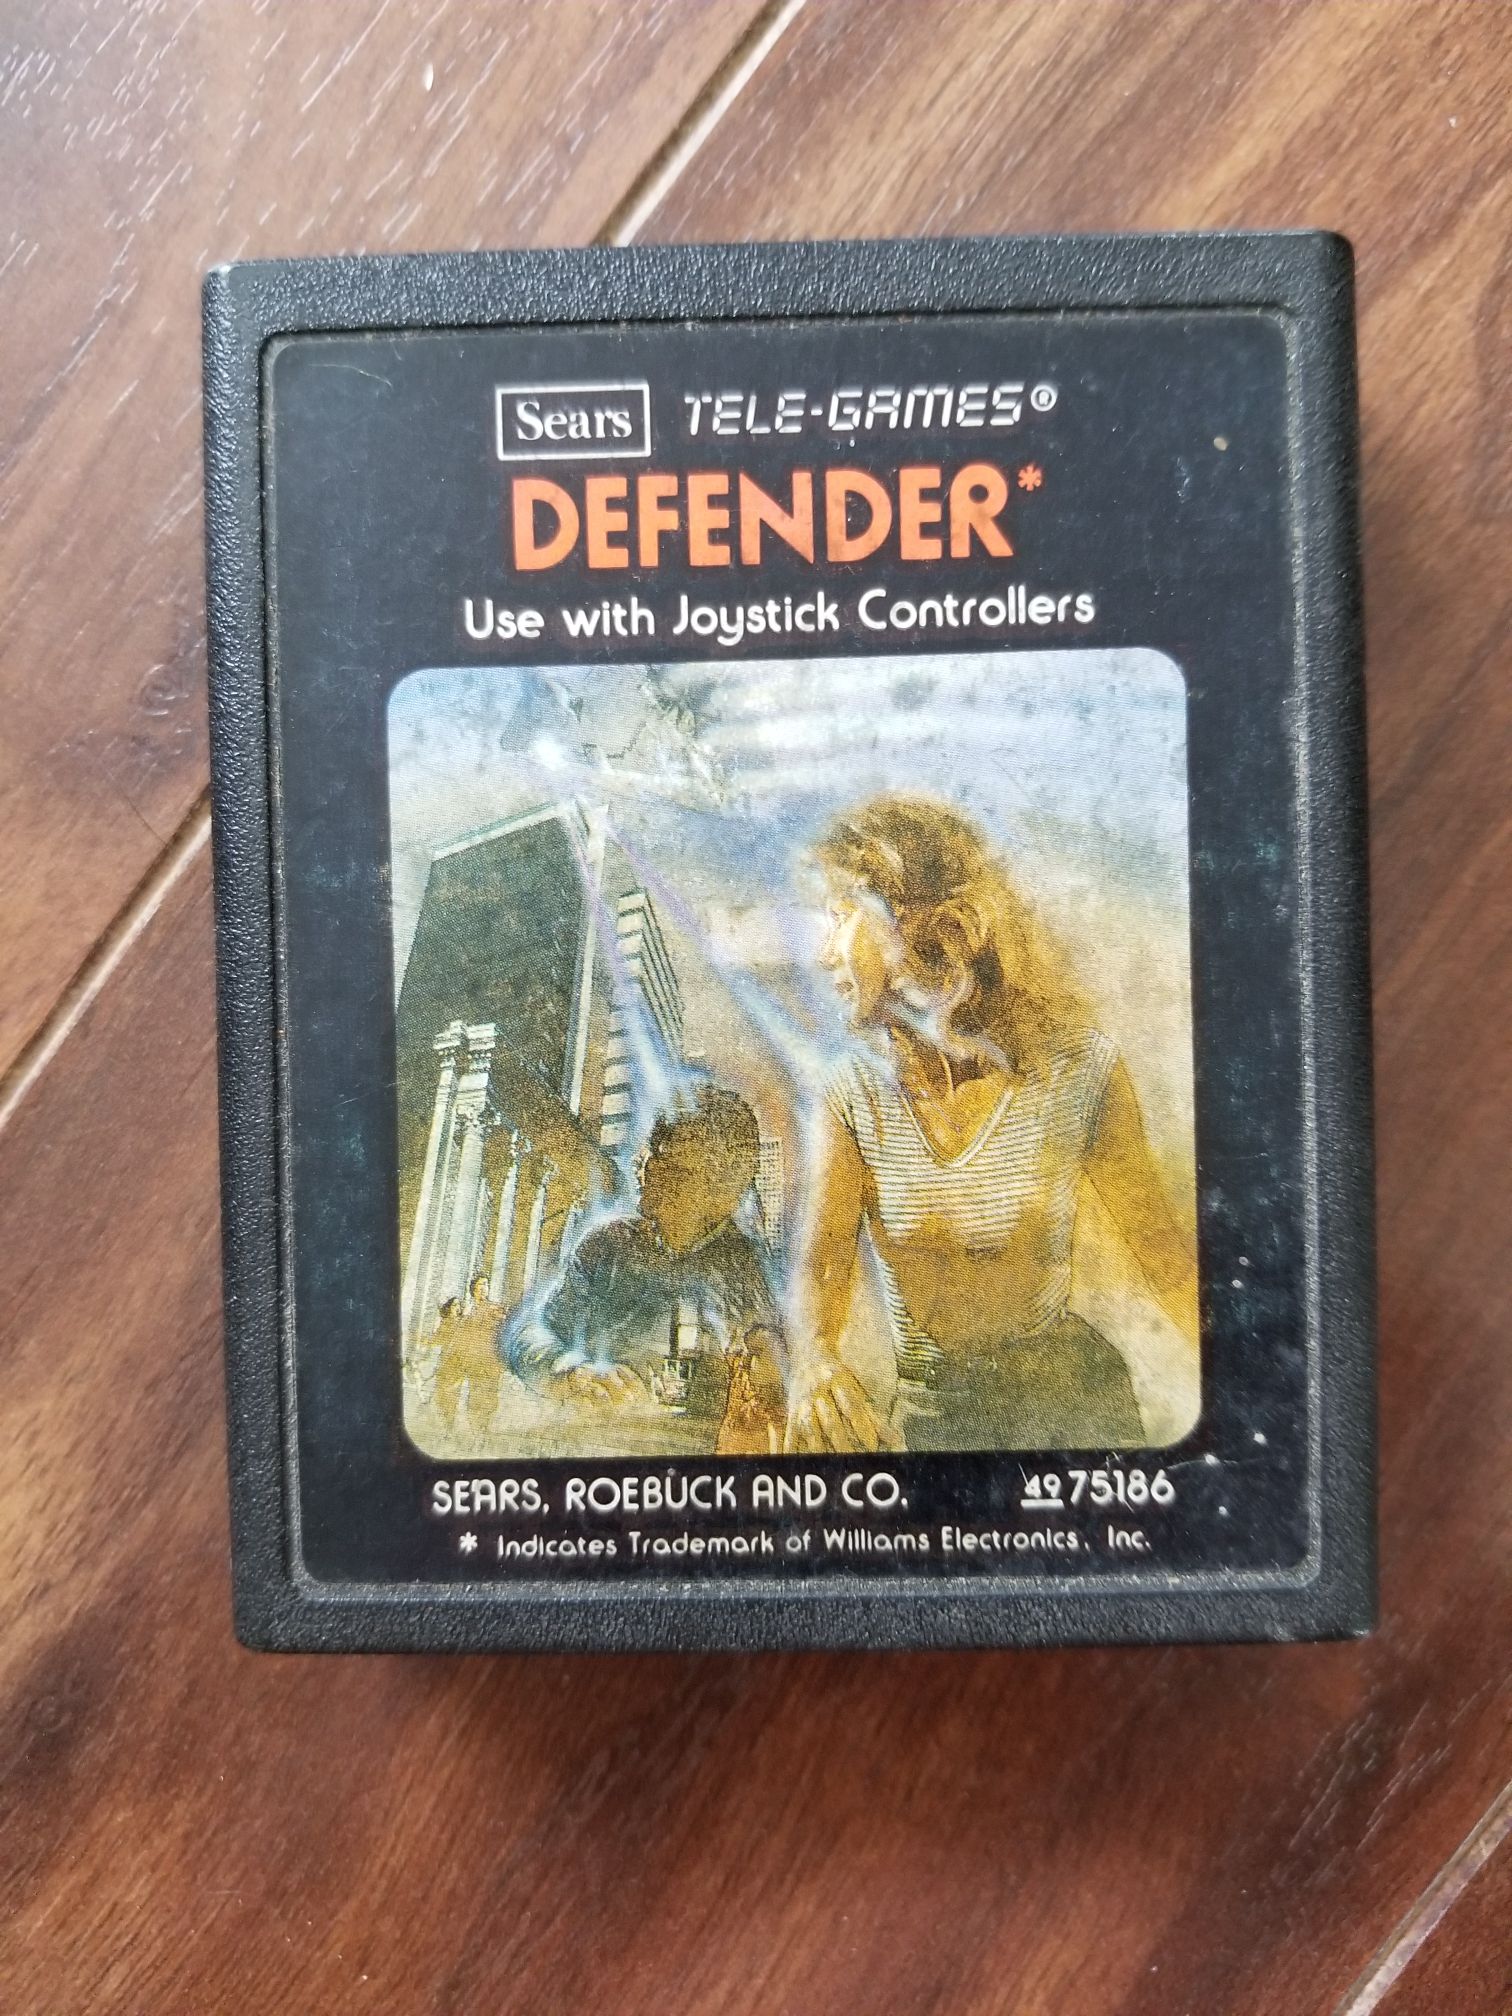 Sears TELE-GAMES®
DEFENDER*
Use with Joystick Controllers
SEARS, ROEBUCK AND CO. 49 75186
* Indicates Trademark of Williams Electronics, Inc.